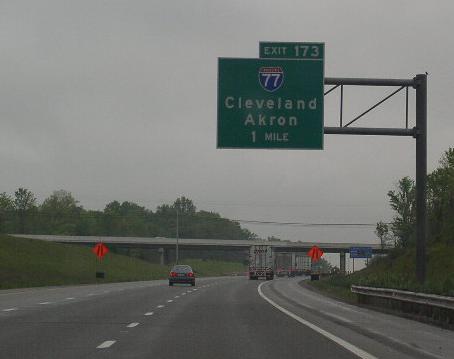 EXIT 173
77
Cleveland
Akron
1 MILE